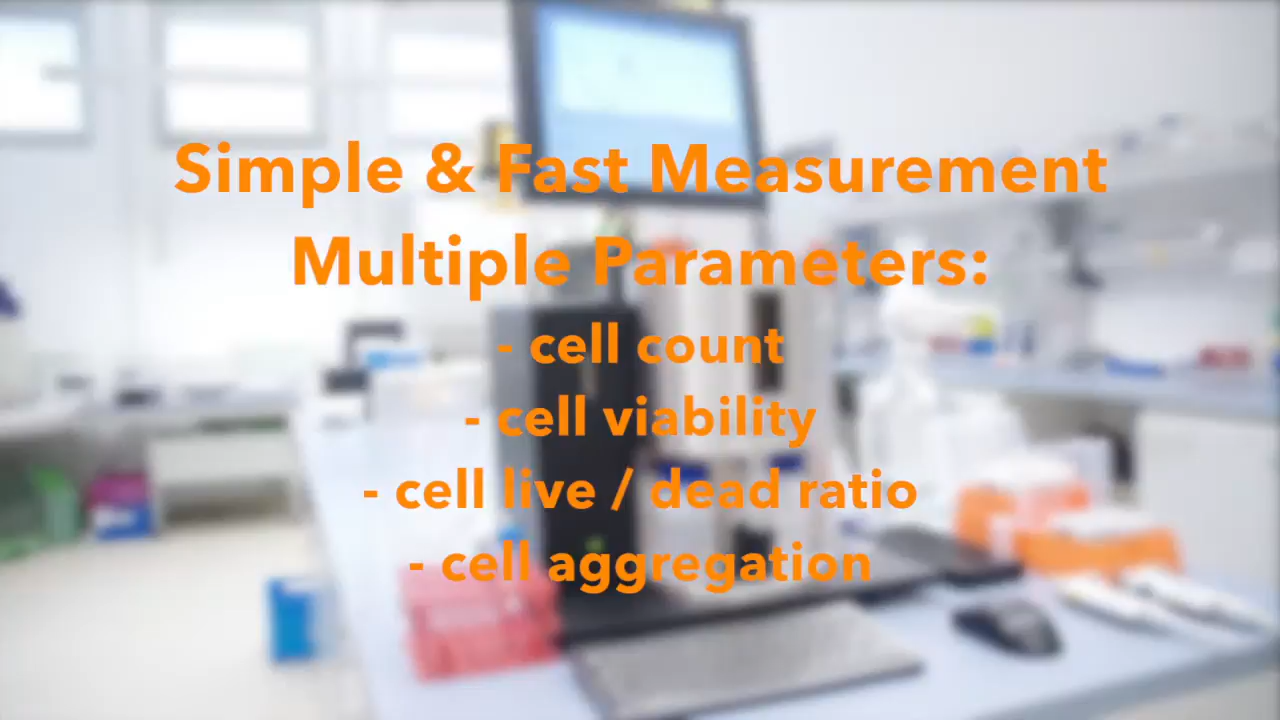 Simple & Fast Measurement
Multiple Parameters:
- cell count
- cell viability
- cell live / dead ratio
- cell aggregation